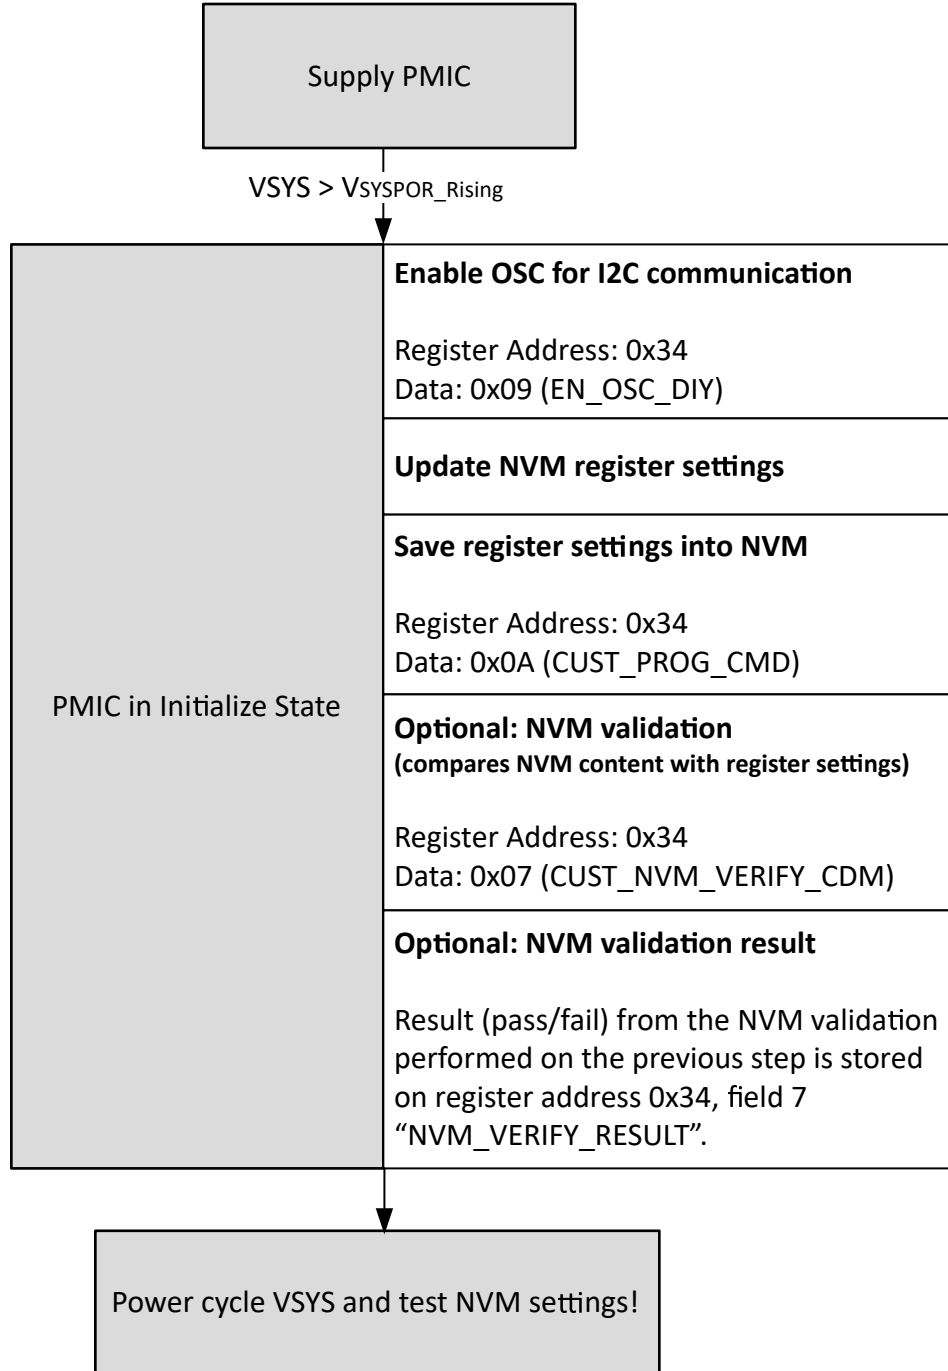 Supply PMIC
VSYS > VSYSPOR_Rising
Enable OSC for I2C communication
Register Address: 0x34
Data: 0x09 (EN_OSC_DIY)
Update NVM register settings
Save register settings into NVM
Register Address: 0x34
Data: 0x0A (CUST_PROG_CMD)
PMIC in Initialize State
Optional: NVM validation
(compares NVM content with register settings)
Register Address: 0x34
Data: 0x07 (CUST_NVM_VERIFY_CDM)
Optional: NVM validation result
Result (pass/fail) from the NVM validation
performed on the previous step is stored
on register address 0x34, field 7
“NVM_VERIFY_RESULT”.
Power cycle VSYS and test NVM settings!